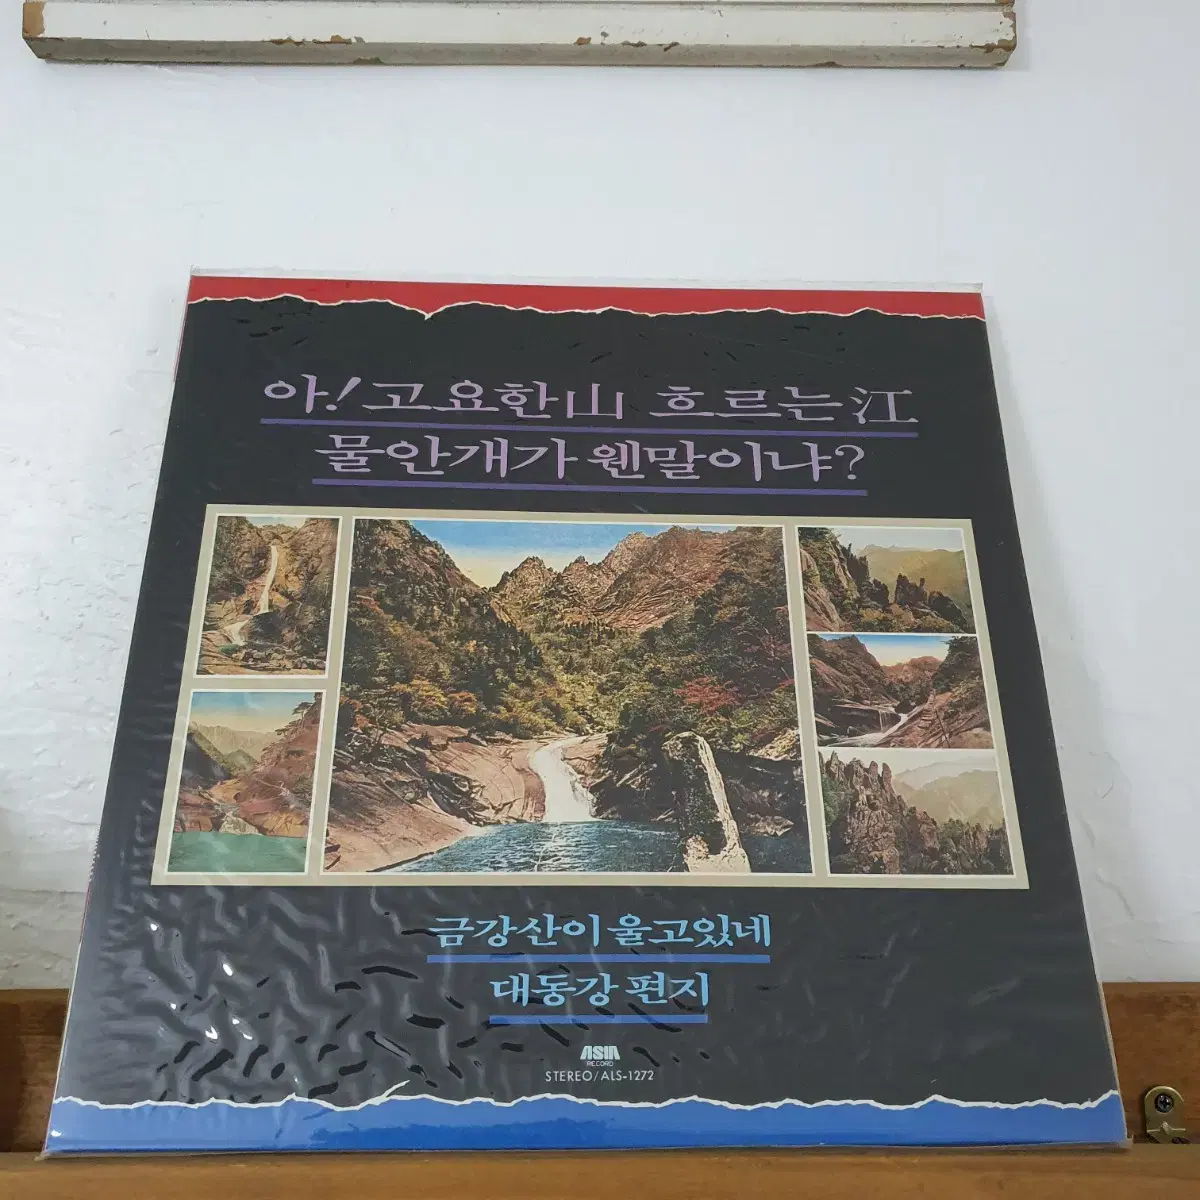 아! 고요한山 흐르는江
물안개가 웬말이냐?
금강산이 울고있네
대동강 편지
ASIA
RECORD
STEREO/ALS-1272